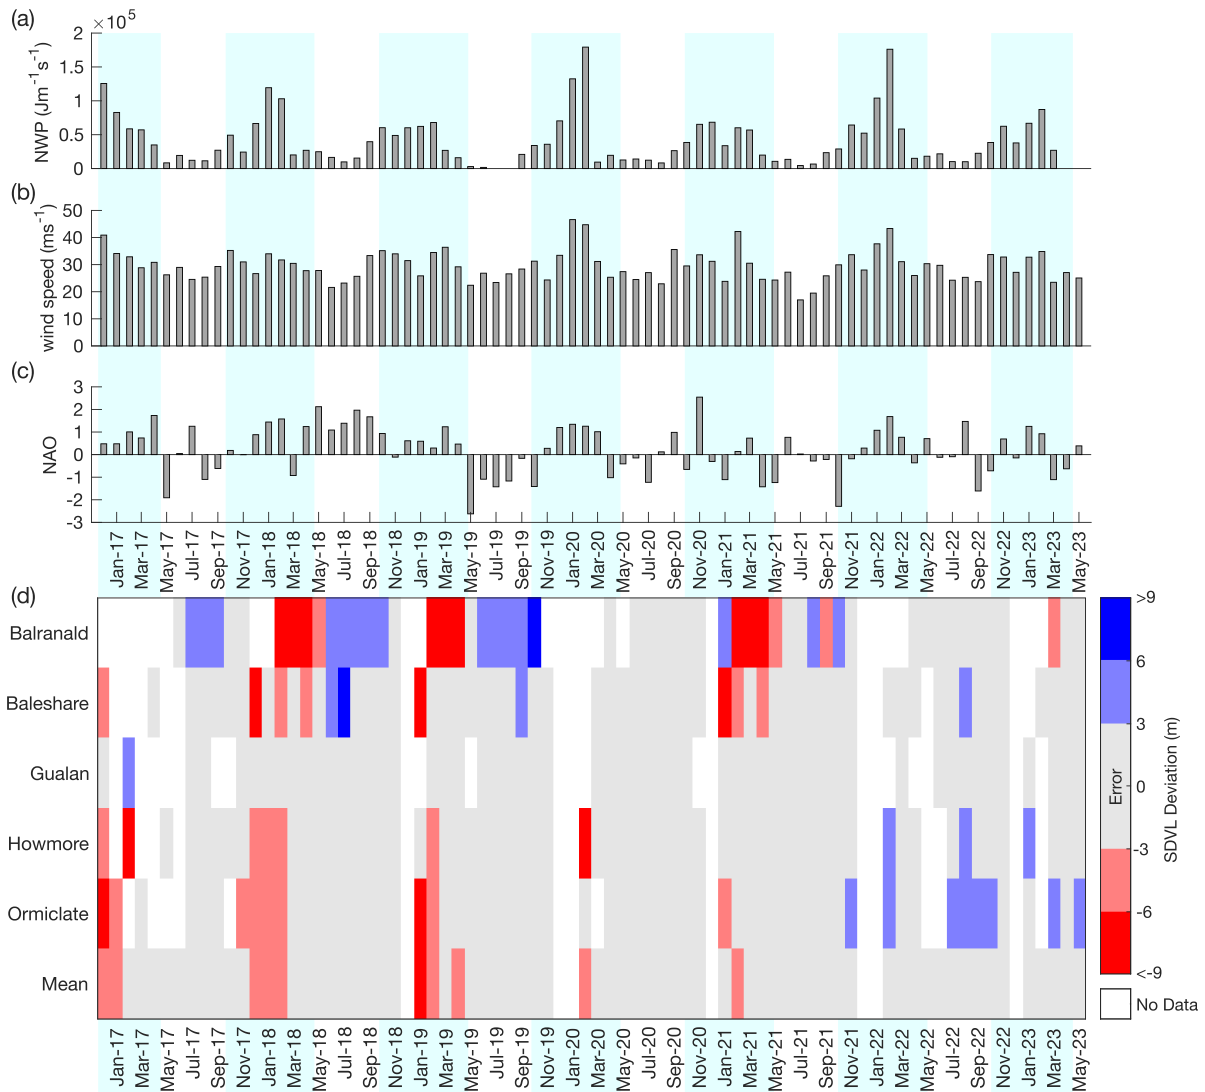 (a)
×10⁵
NWP (Jm⁻¹s⁻¹)
2
1.5
1
0.5
0
(b)
wind speed (ms⁻¹)
50
40
30
20
10
0
(c)
NAO
3
2
1
0
-1
-2
-3
Jan-17
Mar-17
May-17
Jul-17
Sep-17
Nov-17
Jan-18
Mar-18
May-18
Jul-18
Sep-18
Nov-18
Jan-19
Mar-19
May-19
Jul-19
Sep-19
Nov-19
Jan-20
Mar-20
May-20
Jul-20
Sep-20
Nov-20
Jan-21
Mar-21
May-21
Jul-21
Sep-21
Nov-21
Jan-22
Mar-22
May-22
Jul-22
Sep-22
Nov-22
Jan-23
Mar-23
May-23
(d)
Balranald
Baleshare
Gualan
Howmore
Ormiclate
Mean
>9
6
3
0
-3
-6
<-9
Error
SDVL Deviation (m)
No Data
Jan-17
Mar-17
May-17
Jul-17
Sep-17
Nov-17
Jan-18
Mar-18
May-18
Jul-18
Sep-18
Nov-18
Jan-19
Mar-19
May-19
Jul-19
Sep-19
Nov-19
Jan-20
Mar-20
May-20
Jul-20
Sep-20
Nov-20
Jan-21
Mar-21
May-21
Jul-21
Sep-21
Nov-21
Jan-22
Mar-22
May-22
Jul-22
Sep-22
Nov-22
Jan-23
Mar-23
May-23